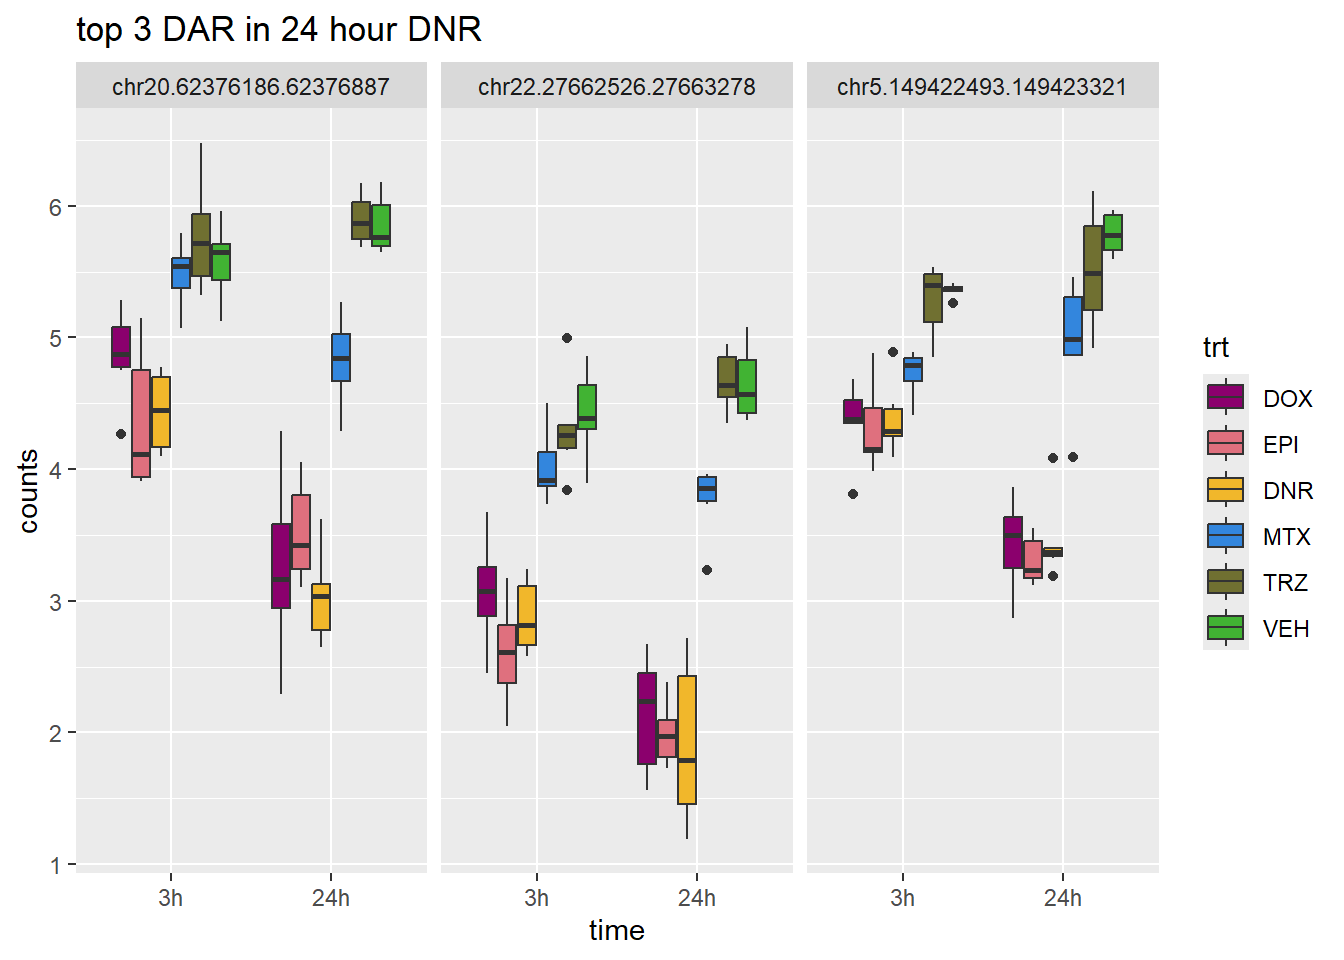 top 3 DAR in 24 hour DNR
chr20.62376186.62376887
chr22.27662526.27663278
chr5.149422493.149423321
6
5
4
3
2
1
counts
3h
24h
3h
24h
3h
24h
time
trt
DOX
EPI
DNR
MTX
TRZ
VEH